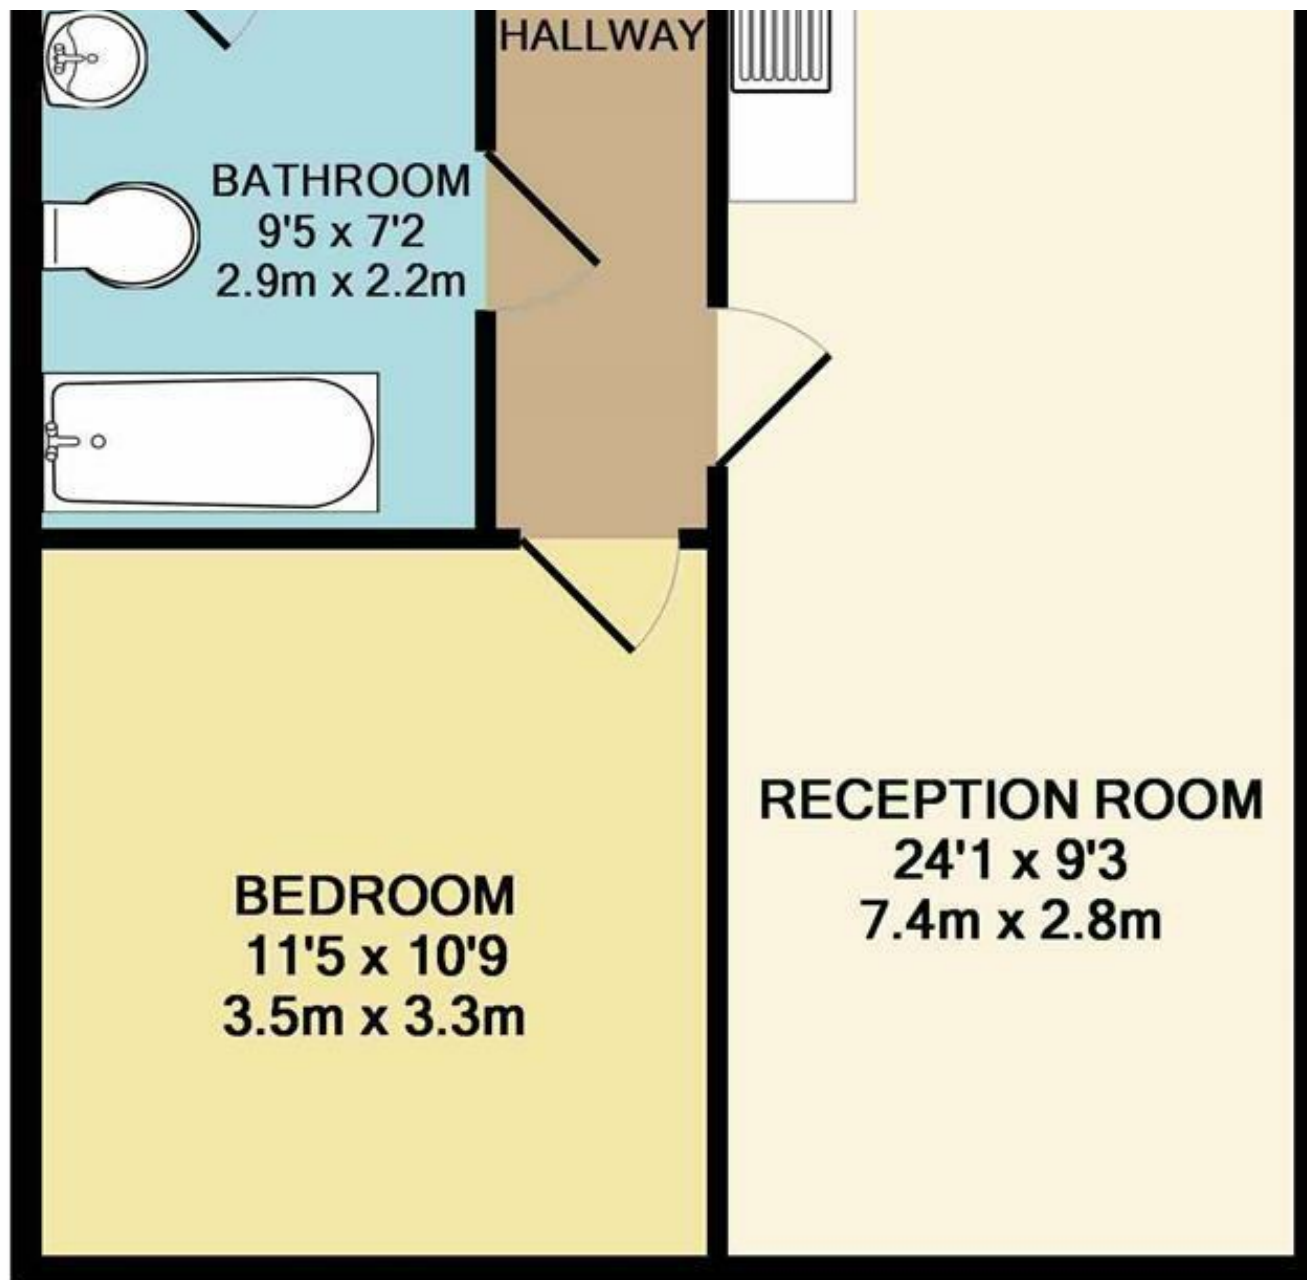 HALLWAY
BATHROOM
9'5 x 7'2
2.9m x 2.2m
RECEPTION ROOM
24'1 x 9'3
7.4m x 2.8m
BEDROOM
11'5 x 10'9
3.5m x 3.3m